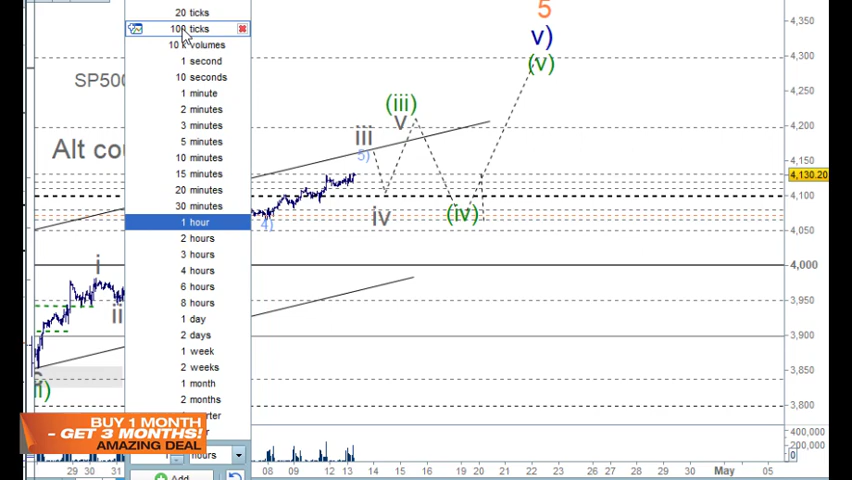 20 ticks
100 ticks
10 k volumes
1 second
10 seconds
1 minute
2 minutes
3 minutes
5 minutes
10 minutes
15 minutes
20 minutes
30 minutes
1 hour
2 hours
3 hours
4 hours
6 hours
8 hours
1 day
2 days
1 week
2 weeks
1 month
2 months
hours
Add
SP500
Alt cou
i
ii
iii
5)
4)
iv
(iii)
v
(iv)
5
v)
(v)
4,350
4,300
4,250
4,200
4,150
4,130.20
4,100
4,050
4,000
3,950
3,900
3,850
3,800
400,000
200,000
0
BUY 1 MONTH
- GET 3 MONTHS!
AMAZING DEAL
29 30 31 08 09 12 13 14 15 16 19 20 21 22 23 26 27 28 29 30 May 05